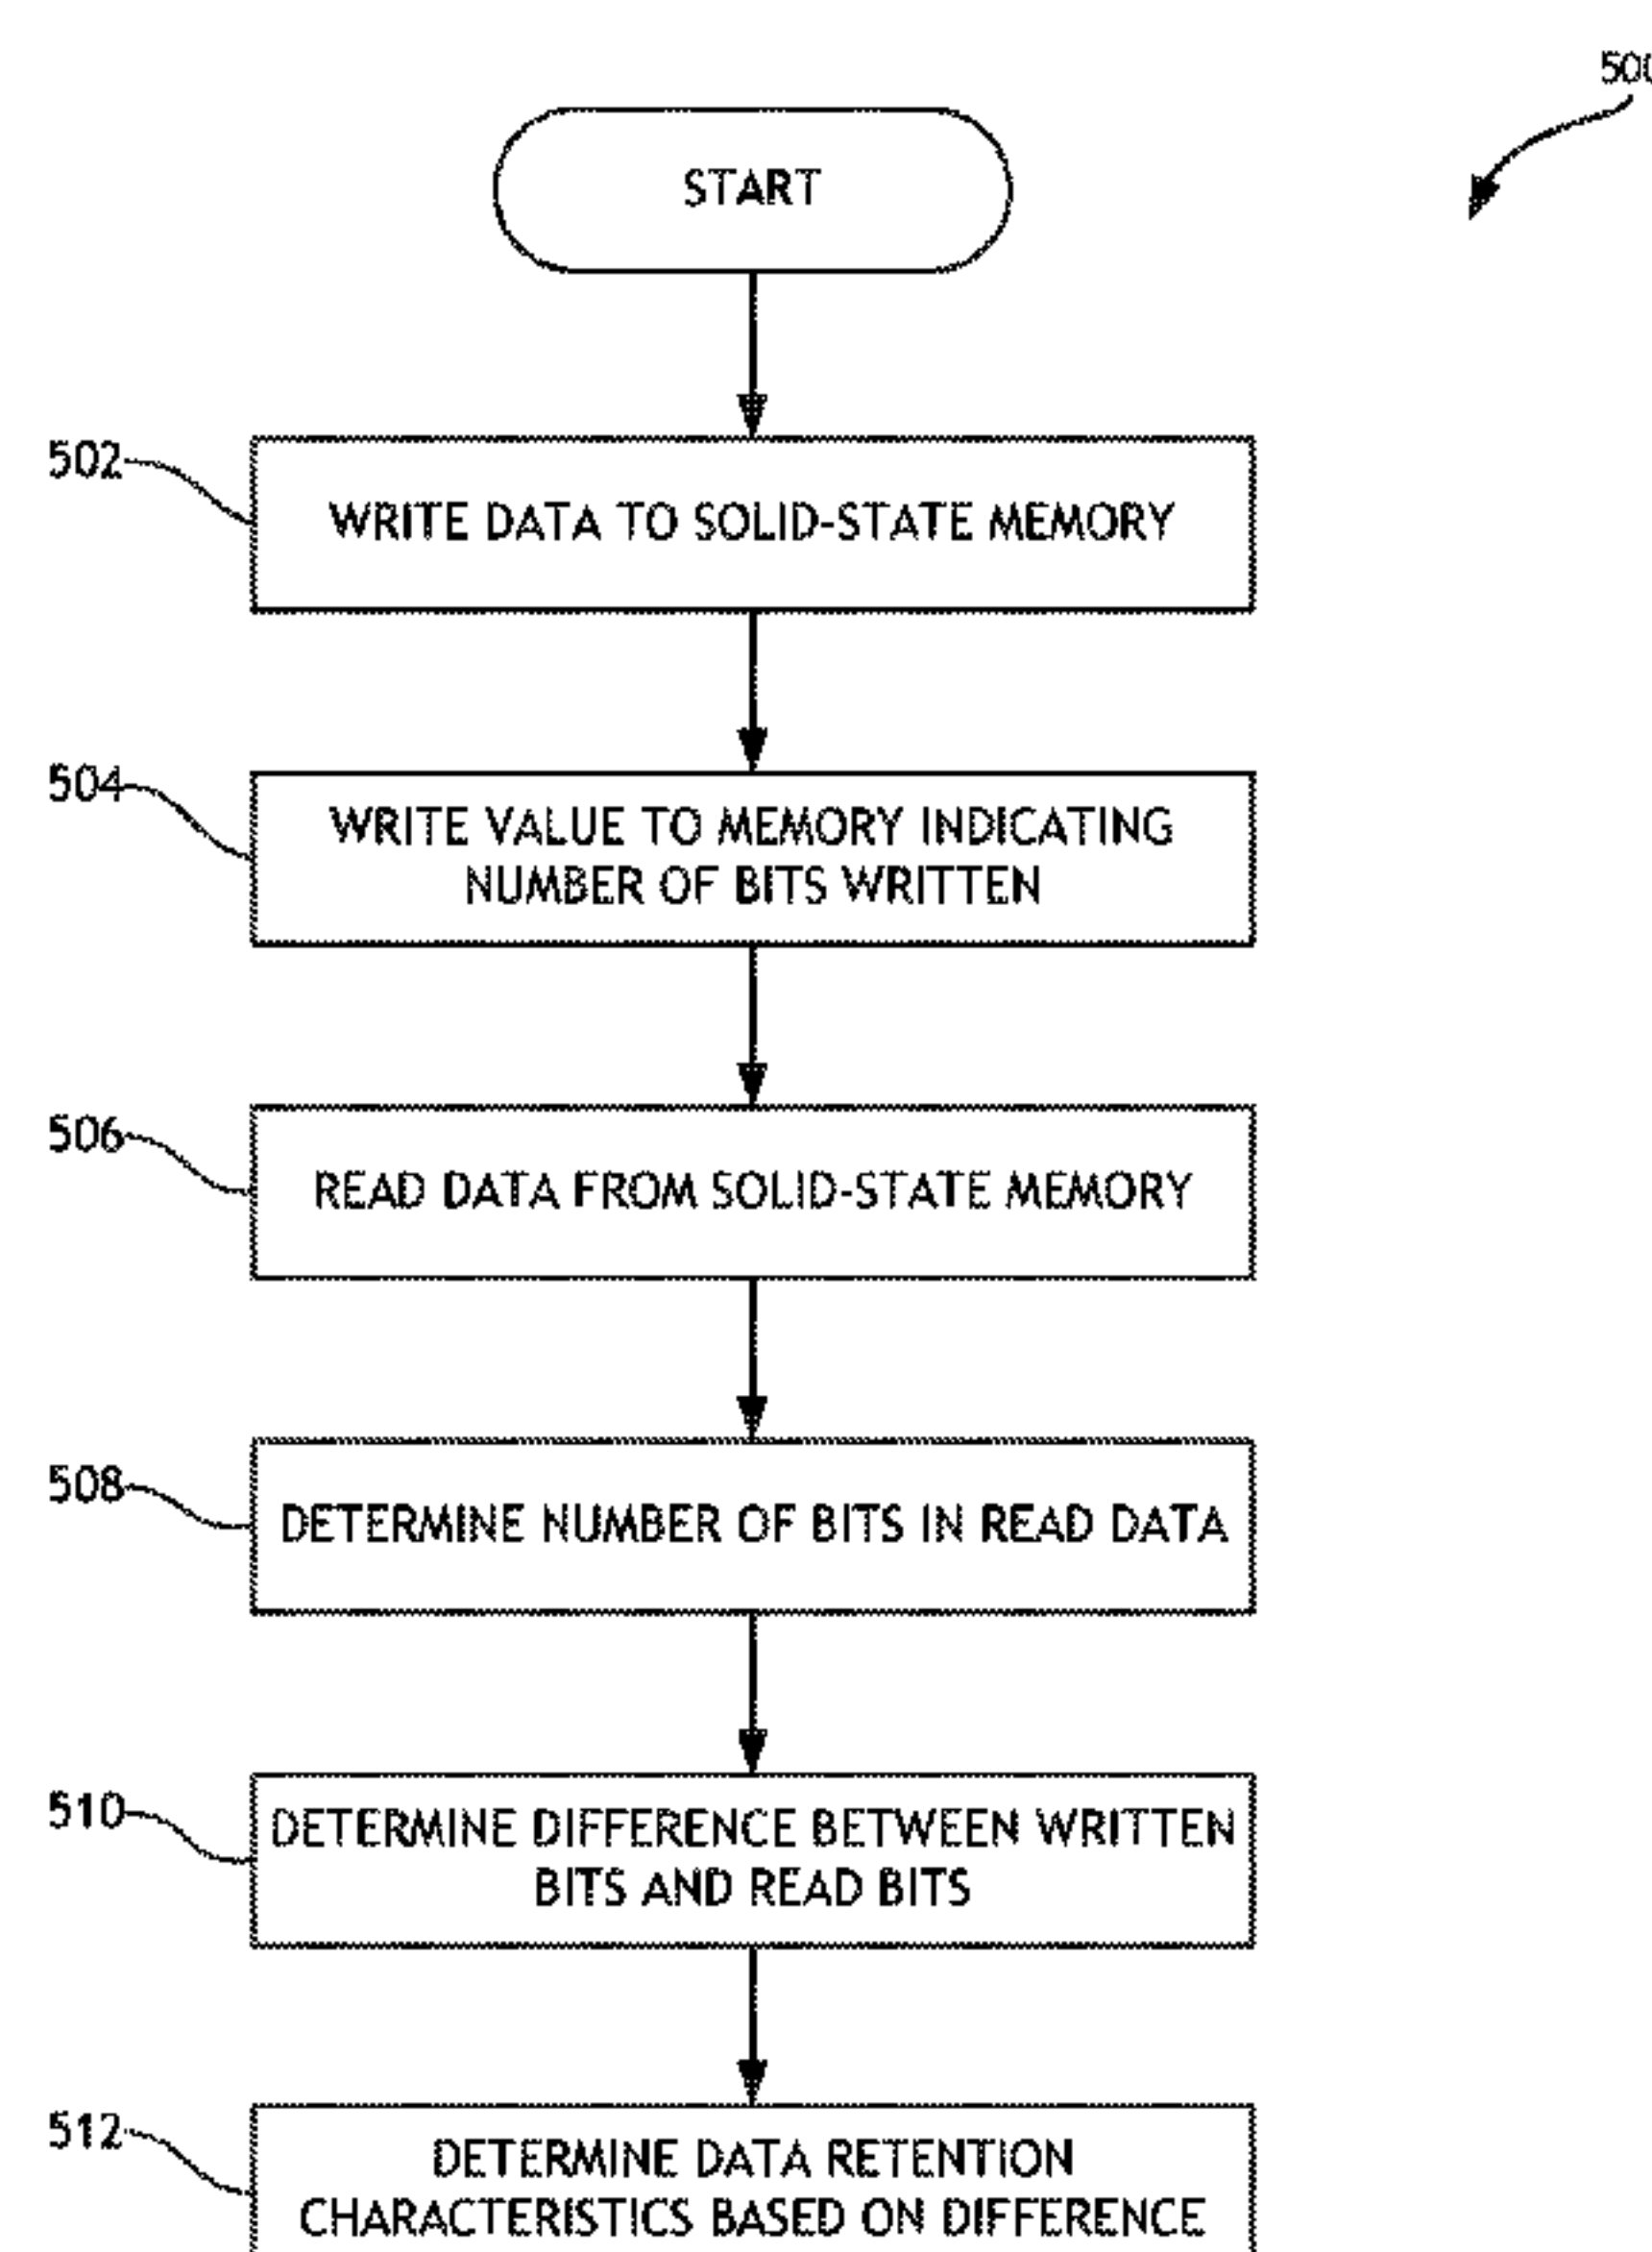 500
START
502
WRITE DATA TO SOLID-STATE MEMORY
504
WRITE VALUE TO MEMORY INDICATING
NUMBER OF BITS WRITTEN
506
READ DATA FROM SOLID-STATE MEMORY
508
DETERMINE NUMBER OF BITS IN READ DATA
510
DETERMINE DIFFERENCE BETWEEN WRITTEN
BITS AND READ BITS
512
DETERMINE DATA RETENTION
CHARACTERISTICS BASED ON DIFFERENCE